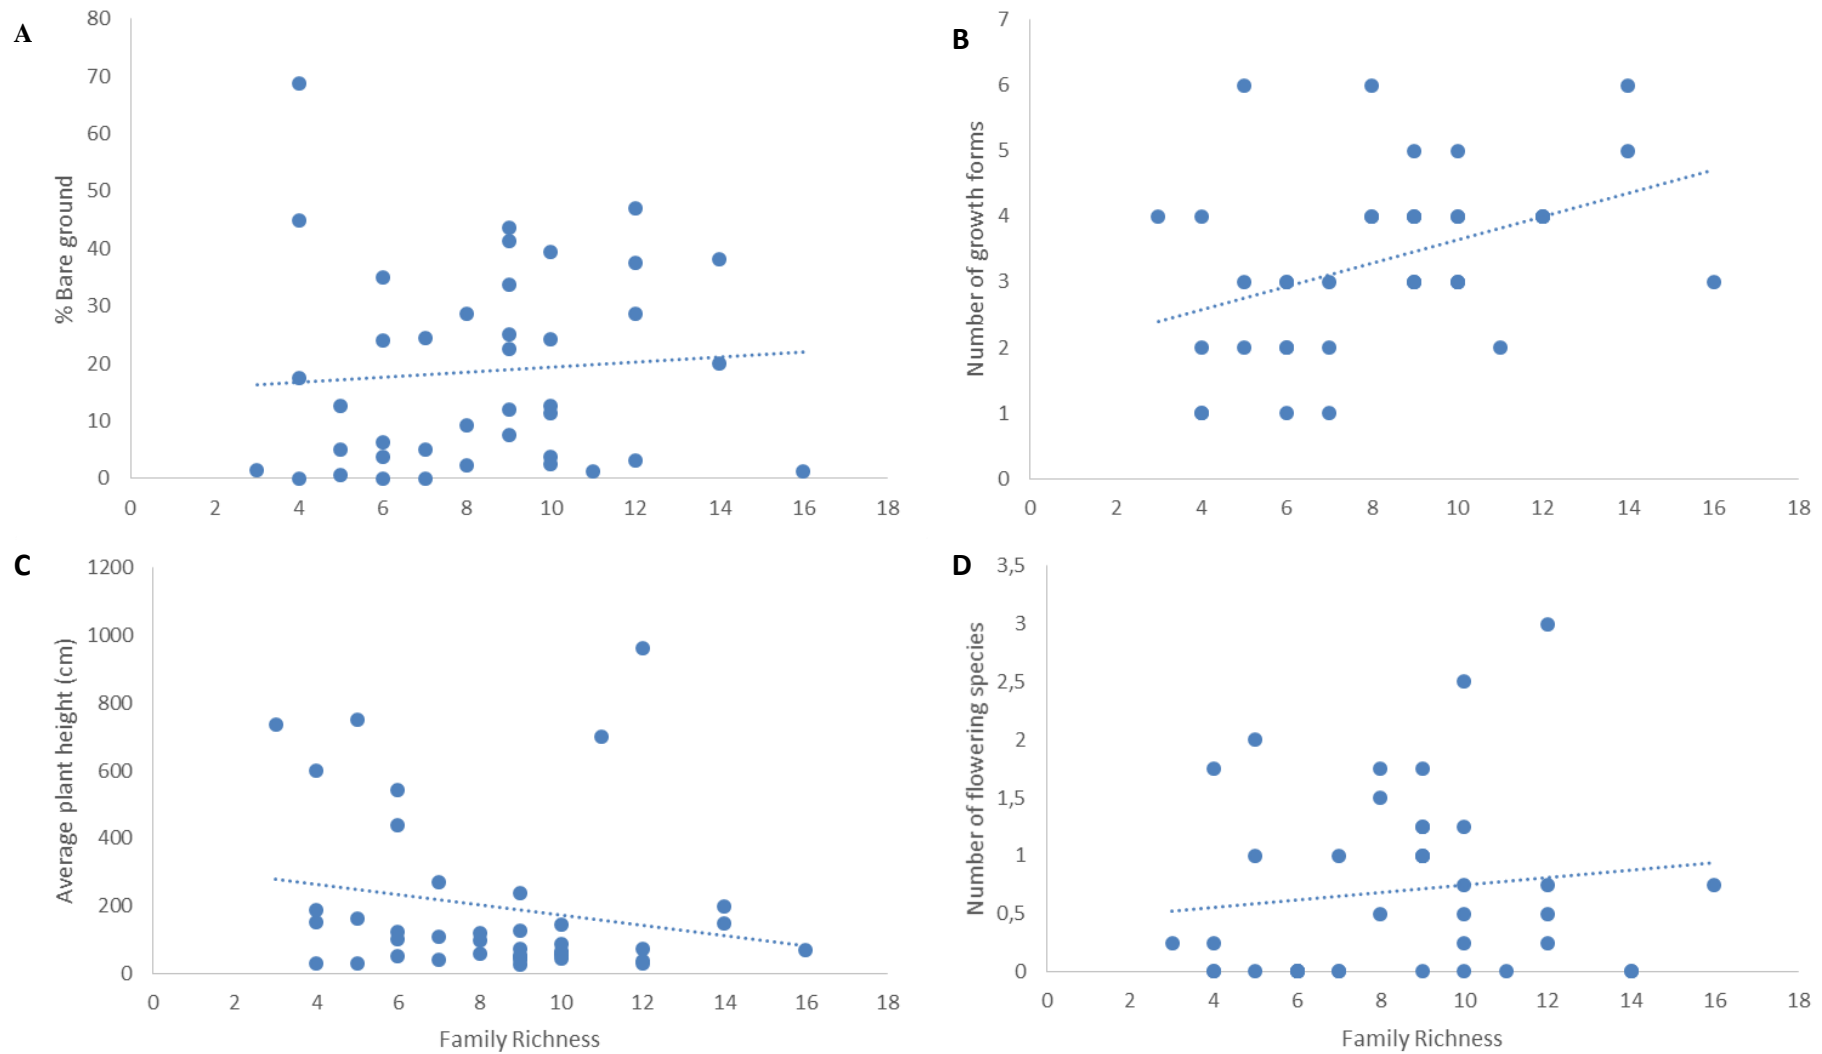 A
% Bare ground
80
70
60
50
40
30
20
10
0
0 2 4 6 8 10 12 14 16 18
B
Number of growth forms
7
6
5
4
3
2
1
0
0 2 4 6 8 10 12 14 16 18
C
Average plant height (cm)
1200
1000
800
600
400
200
0
0 2 4 6 8 10 12 14 16 18
Family Richness
D
Number of flowering species
3,5
3
2,5
2
1,5
1
0,5
0
0 2 4 6 8 10 12 14 16 18
Family Richness